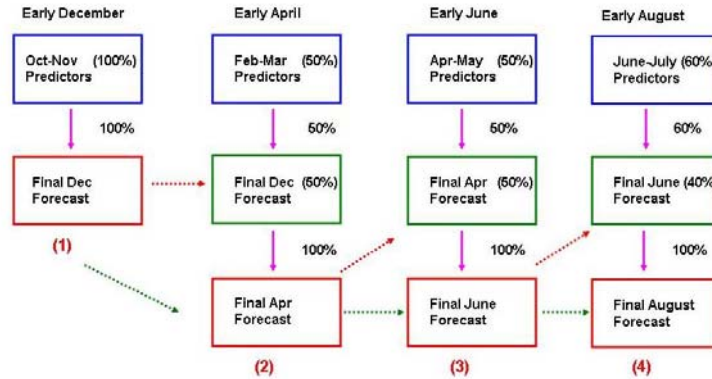 Early December
Early April
Early June
Early August
Oct-Nov (100%)
Predictors
Feb-Mar (50%)
Predictors
Apr-May (50%)
Predictors
June-July (60%
Predictors
100%
50%
50%
60%
Final Dec
Forecast
Final Dec (50%)
Forecast
Final Apr (50%)
Forecast
Final June (40%
Forecast
(1)
100%
100%
100%
Final Apr
Forecast
Final June
Forecast
Final August
Forecast
(2)
(3)
(4)